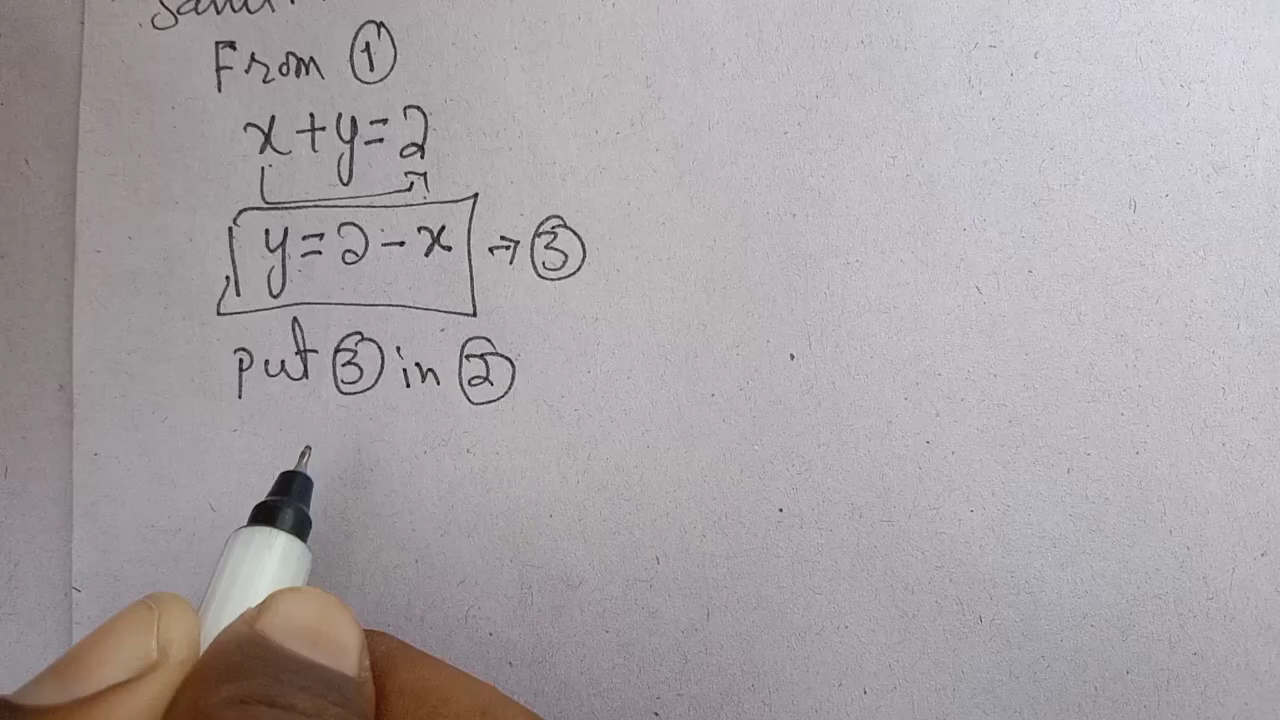 From ①
x+y=2
y=2-x → ③
put ③ in ②